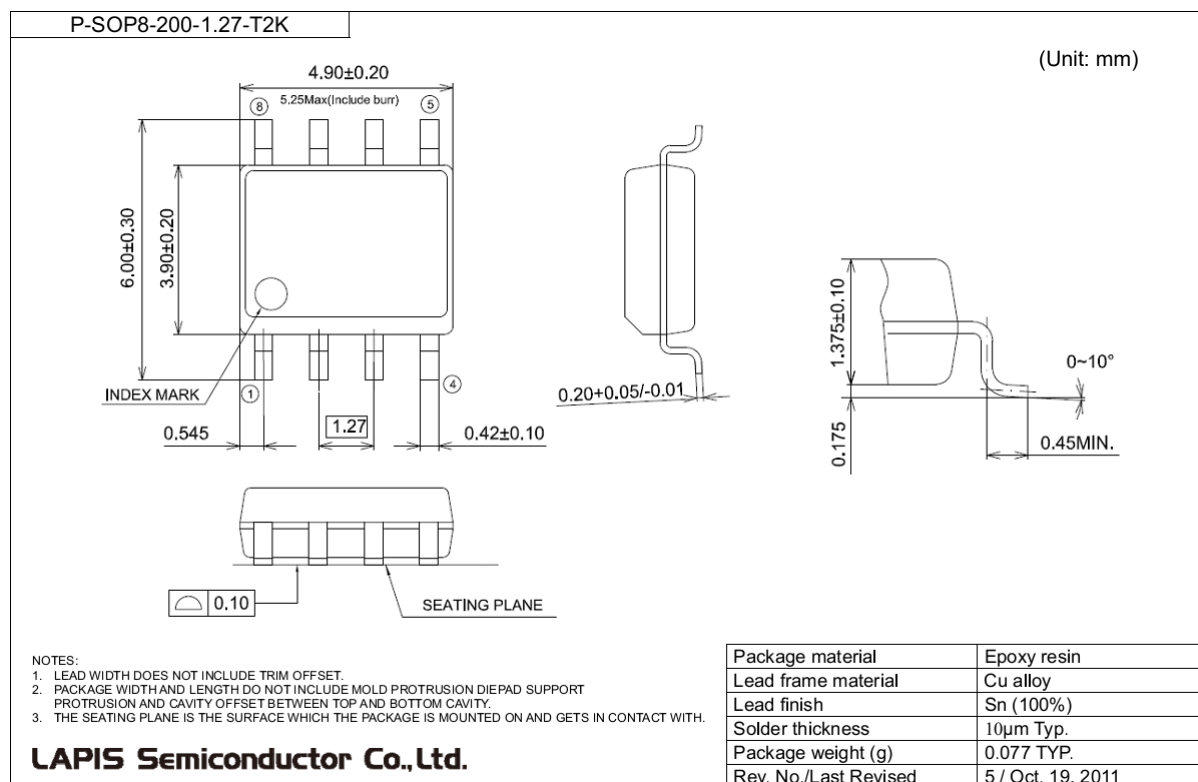 P-SOP8-200-1.27-T2K
(Unit: mm)
4.90±0.20
5.25Max(Include burr)
8
5
6.00±0.30
3.90±0.20
INDEX MARK
1
4
0.545
1.27
0.42±0.10
0.20+0.05/-0.01
1.375±0.10
0.175
0~10°
0.45MIN.
0.10
SEATING PLANE
NOTES:
1. LEAD WIDTH DOES NOT INCLUDE TRIM OFFSET.
2. PACKAGE WIDTH AND LENGTH DO NOT INCLUDE MOLD PROTRUSION DIEPAD SUPPORT
PROTRUSION AND CAVITY OFFSET BETWEEN TOP AND BOTTOM CAVITY.
3. THE SEATING PLANE IS THE SURFACE WHICH THE PACKAGE IS MOUNTED ON AND GETS IN CONTACT WITH.
LAPIS Semiconductor Co.,Ltd.
Package material Epoxy resin
Lead frame material Cu alloy
Lead finish Sn (100%)
Solder thickness 10µm Typ.
Package weight (g) 0.077 TYP.
Rev. No./Last Revised 5 / Oct. 19, 2011